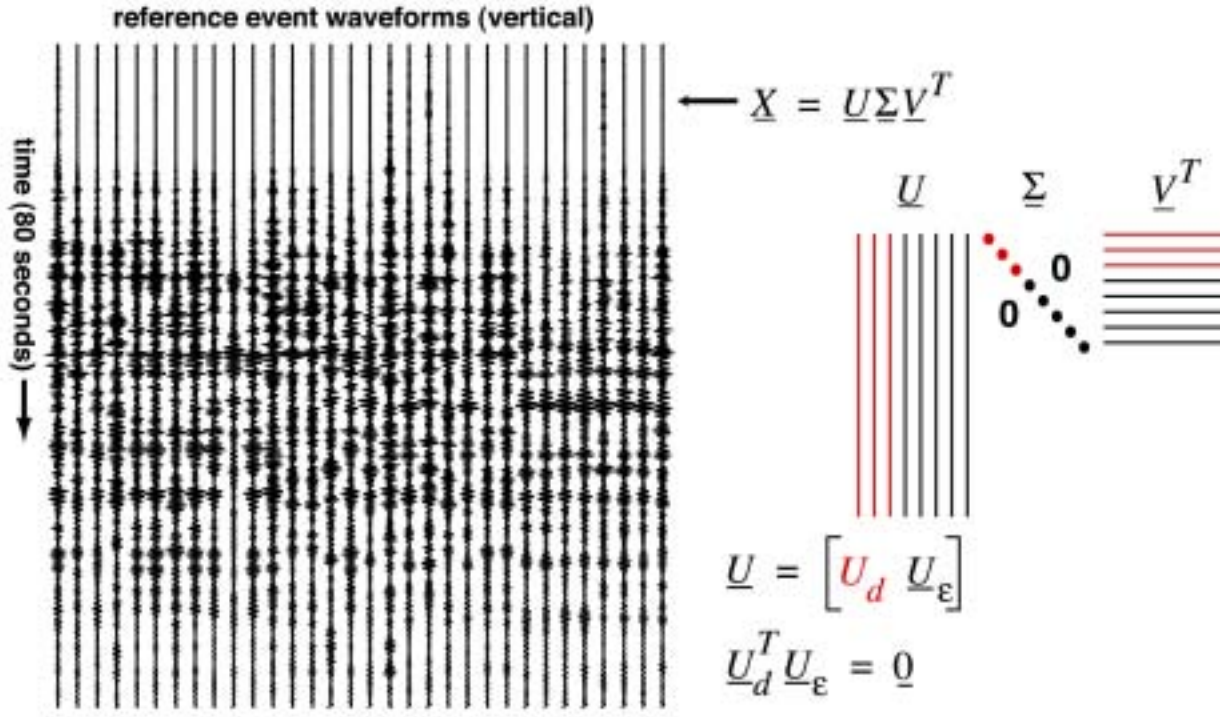 reference event waveforms (vertical)
time (80 seconds)
X = UΣV^T
U Σ V^T
0
0
U = [U_d U_ε]
U_d^T U_ε = 0